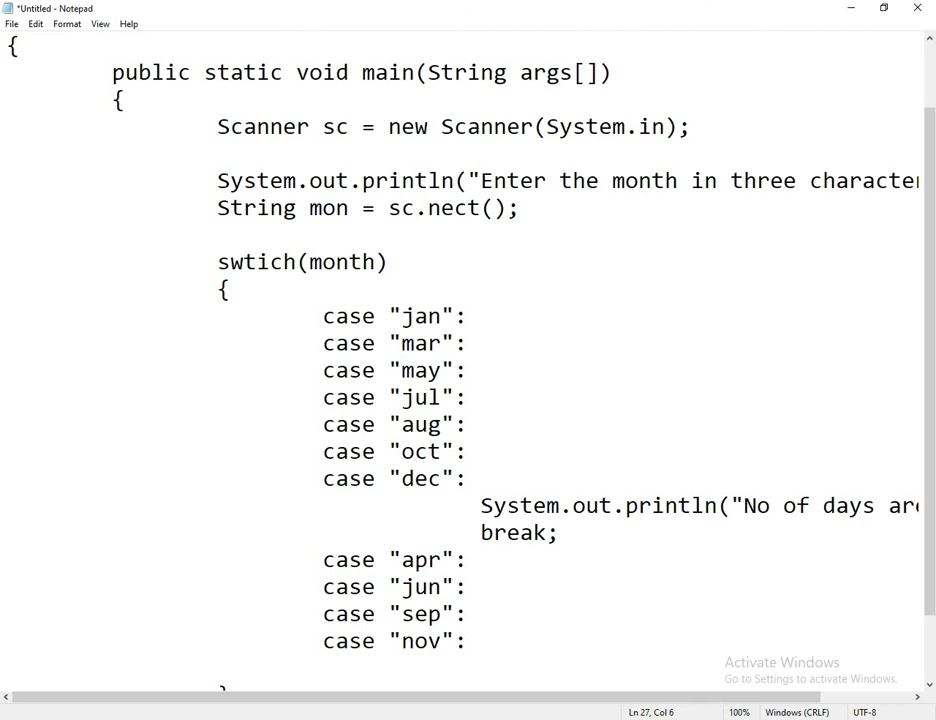 *Untitled - Notepad
File Edit Format View Help
{
public static void main(String args[])
{
Scanner sc = new Scanner(System.in);
System.out.println("Enter the month in three character
String mon = sc.nect();
swtich(month)
{
case "jan":
case "mar":
case "may":
case "jul":
case "aug":
case "oct":
case "dec":
System.out.println("No of days are
break;
case "apr":
case "jun":
case "sep":
case "nov":
}
Activate Windows
Go to Settings to activate Windows.
Ln 27, Col 6 100% Windows (CRLF) UTF-8